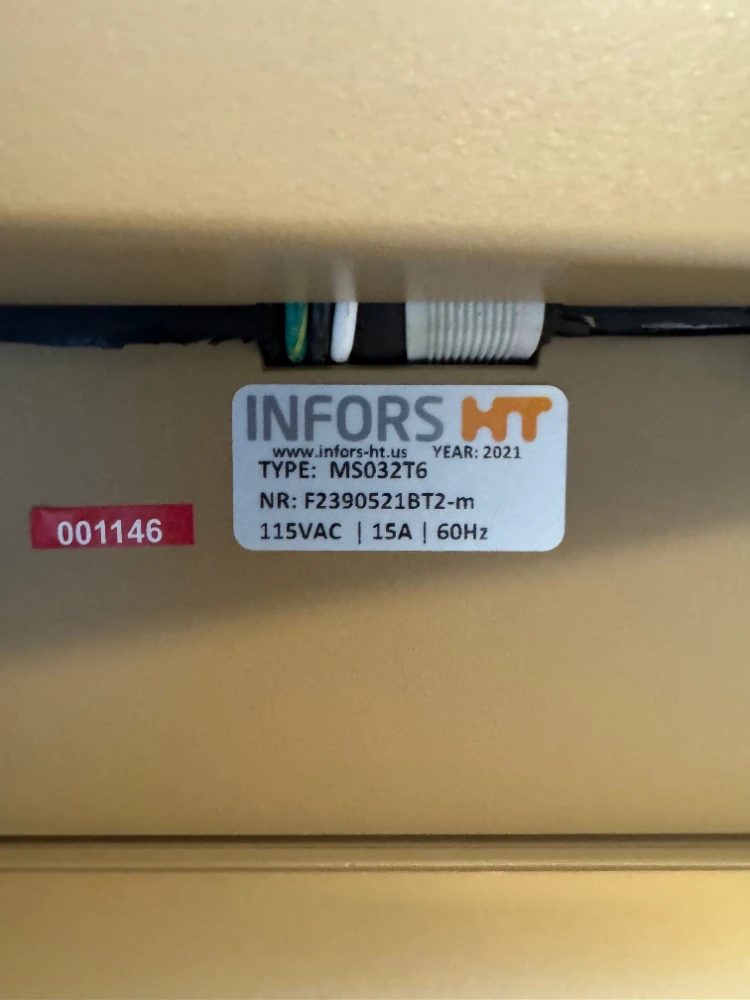 INFORS HT
www.infors-ht.us YEAR: 2021
TYPE: MS032T6
NR: F2390521BT2-m
115VAC | 15A | 60Hz
001146